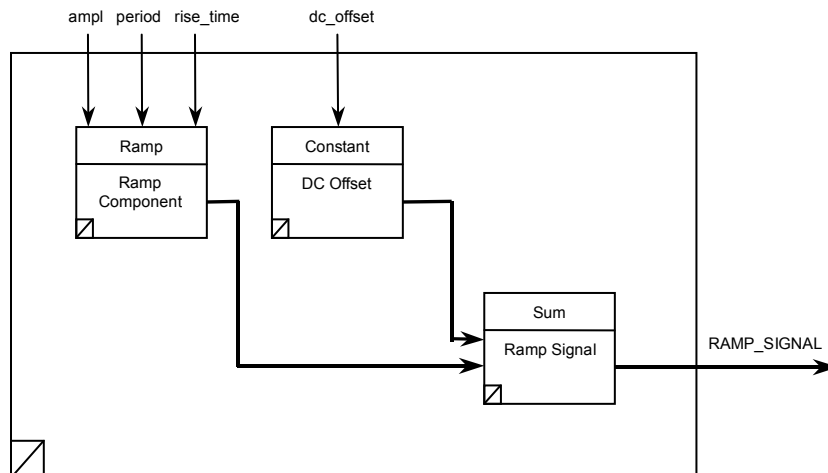 ampl period rise_time dc_offset
Ramp
Ramp
Component
Constant
DC Offset
Sum
Ramp Signal
RAMP_SIGNAL